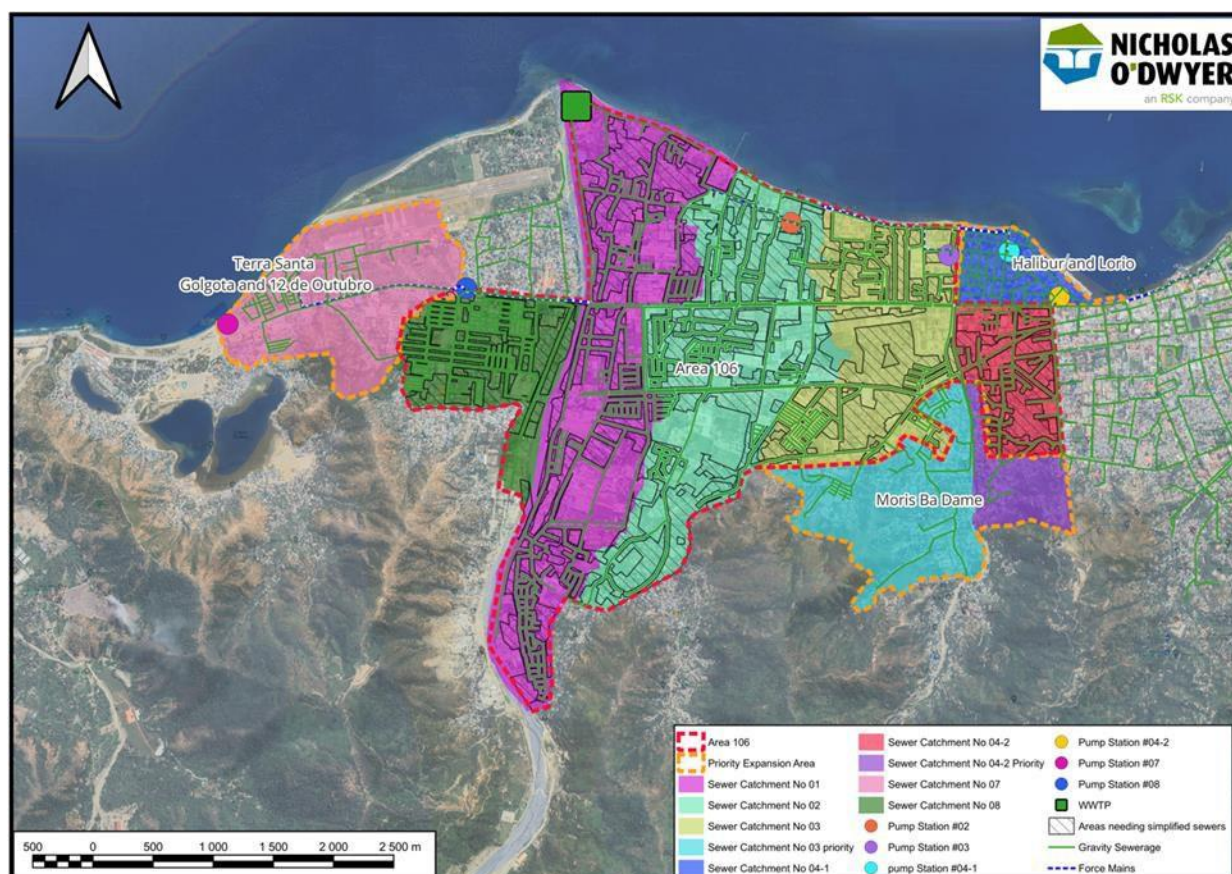 NICHOLAS
O'DWYER
an RSK company
Terra Santa
Golgota and 12 de Outubro
Halibur and Lorio
Area 106
Moris Ba Dame
Area 106
Priority Expansion Area
Sewer Catchment No 01
Sewer Catchment No 02
Sewer Catchment No 03
Sewer Catchment No 03 priority
Sewer Catchment No 04-1
Sewer Catchment No 04-2
Sewer Catchment No 04-2 Priority
Sewer Catchment No 07
Sewer Catchment No 08
Pump Station #02
Pump Station #03
pump Station #04-1
Pump Station #04-2
Pump Station #07
Pump Station #08
WWTP
Areas needing simplified sewers
Gravity Sewerage
Force Mains
500 0 500 1 000 1 500 2 000 2 500 m